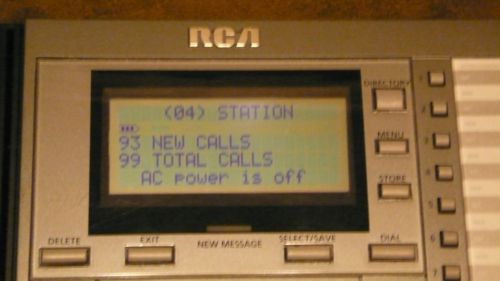 RCA
(04) STATION
93 NEW CALLS
99 TOTAL CALLS
AC power is off
DIRECTORY
MENU
STORE
DELETE
EXIT
NEW MESSAGE
SELECT/SAVE
DIAL
1
2
3
4
5
6
7